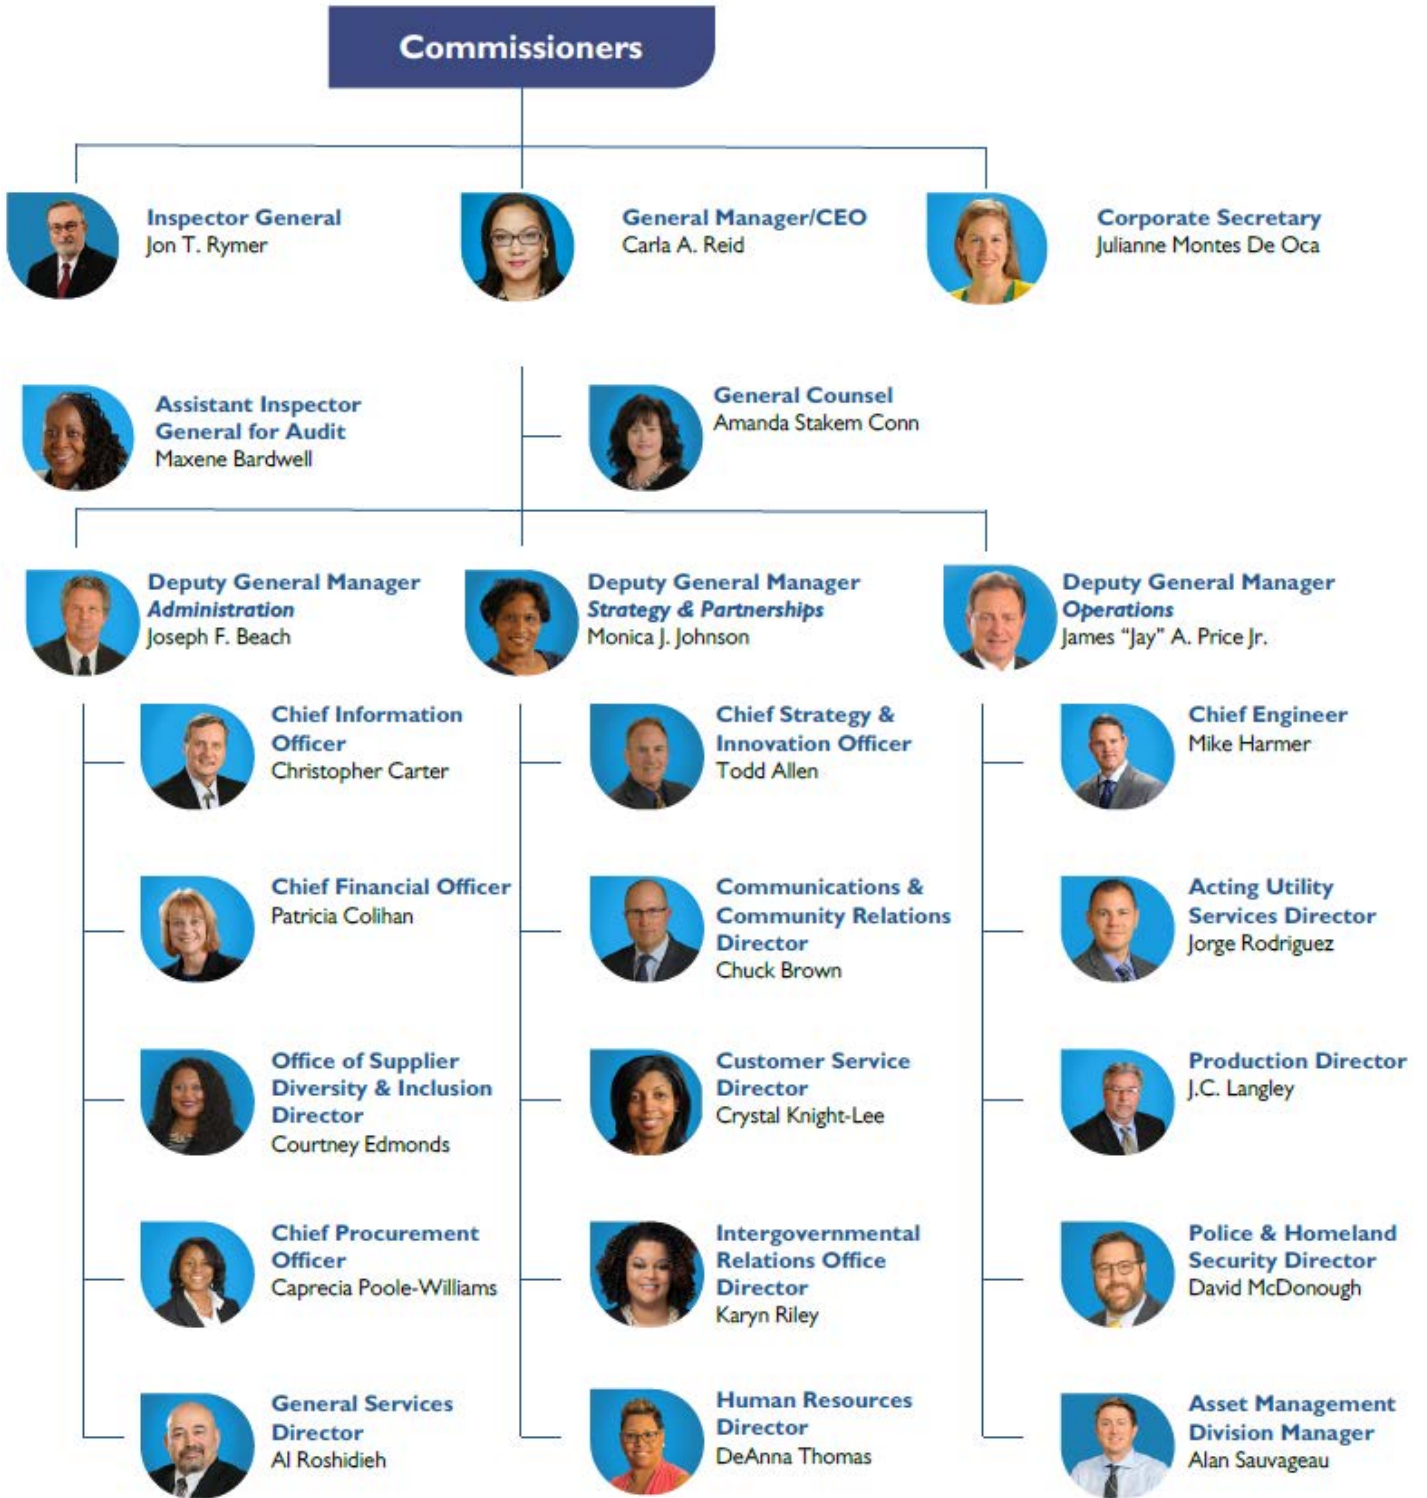 Commissioners
Inspector General
Jon T. Rymer
General Manager/CEO
Carla A. Reid
Corporate Secretary
Julianne Montes De Oca
Assistant Inspector
General for Audit
Maxene Bardwell
General Counsel
Amanda Stakem Conn
Deputy General Manager
Administration
Joseph F. Beach
Deputy General Manager
Strategy & Partnerships
Monica J. Johnson
Deputy General Manager
Operations
James “Jay” A. Price Jr.
Chief Information
Officer
Christopher Carter
Chief Strategy &
Innovation Officer
Todd Allen
Chief Engineer
Mike Harmer
Chief Financial Officer
Patricia Colihan
Communications &
Community Relations
Director
Chuck Brown
Acting Utility
Services Director
Jorge Rodriguez
Office of Supplier
Diversity & Inclusion
Director
Courtney Edmonds
Customer Service
Director
Crystal Knight-Lee
Production Director
J.C. Langley
Chief Procurement
Officer
Caprecia Poole-Williams
Intergovernmental
Relations Office
Director
Karyn Riley
Police & Homeland
Security Director
David McDonough
General Services
Director
Al Roshidieh
Human Resources
Director
DeAnna Thomas
Asset Management
Division Manager
Alan Sauvageau